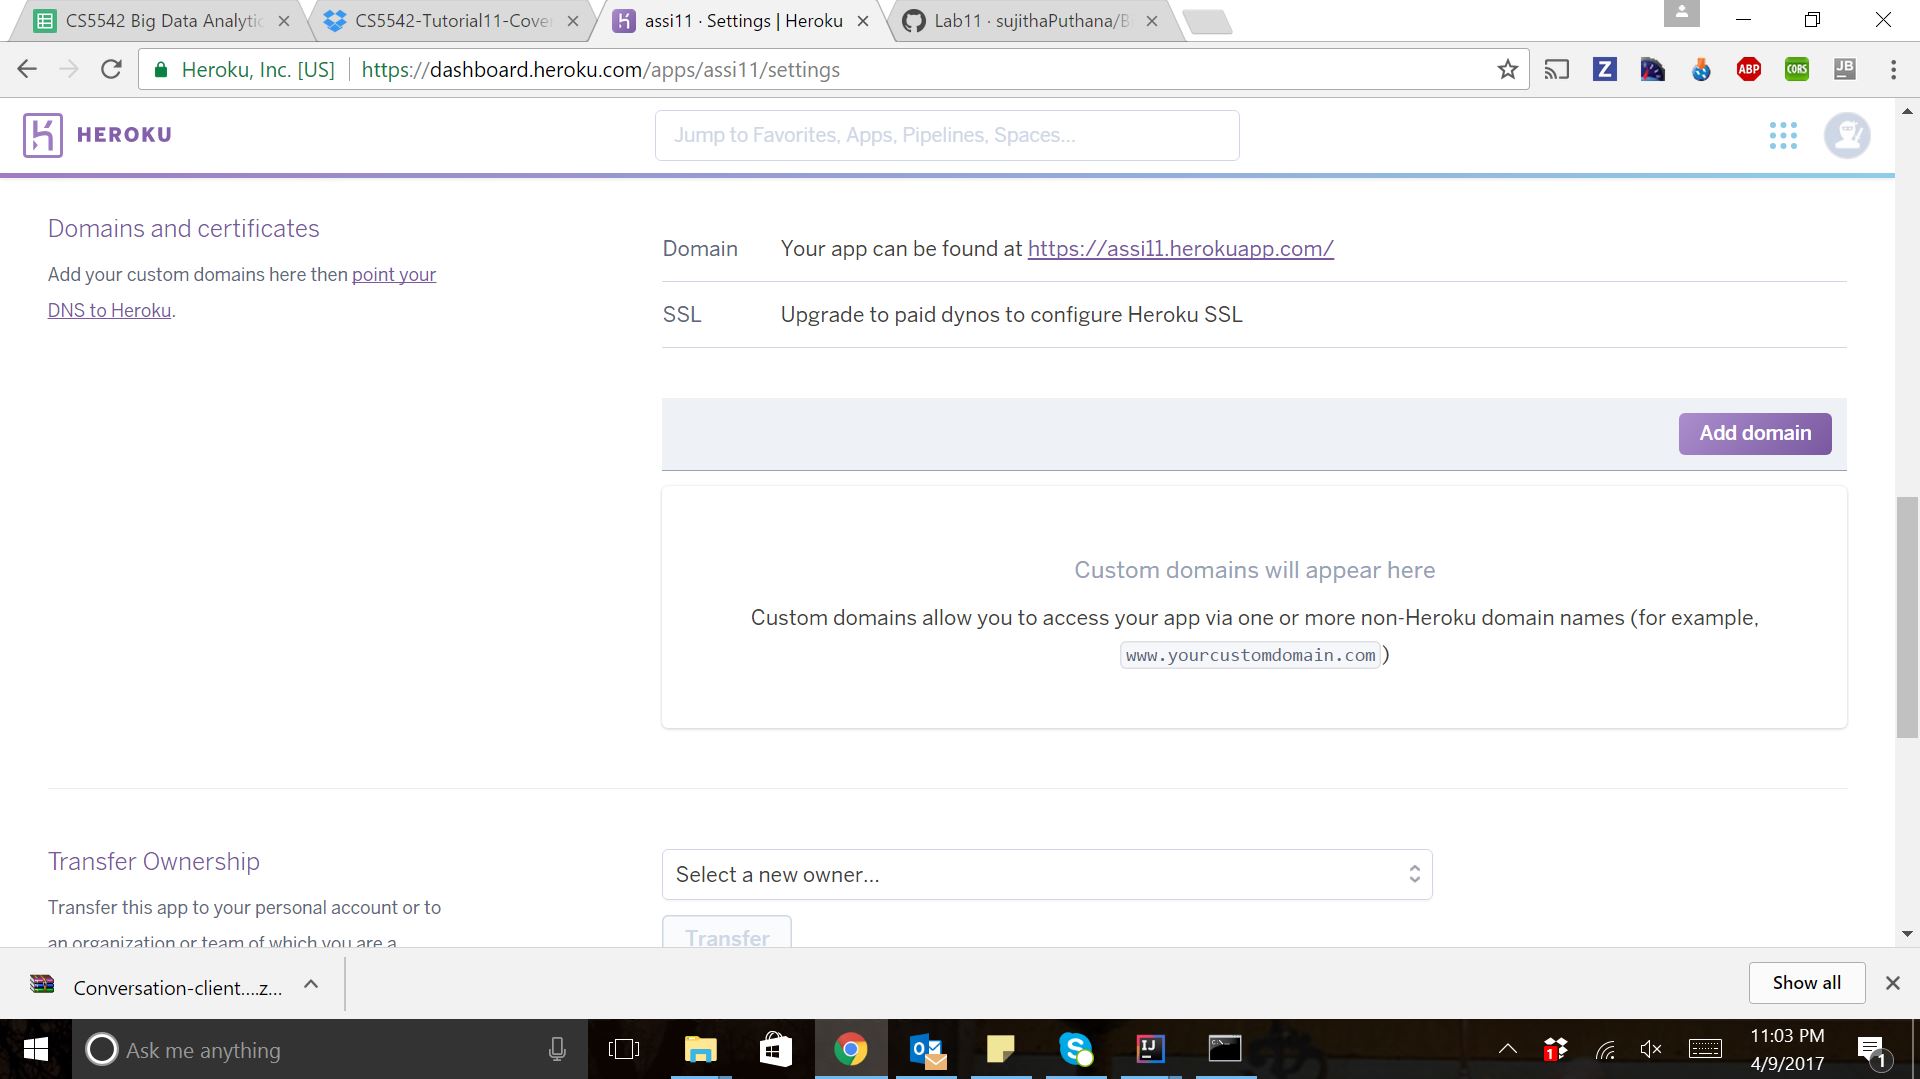 CS5542 Big Data Analytic
CS5542-Tutorial11-Cove
assi11 · Settings | Heroku
Lab11 · sujithaPuthana/B
Heroku, Inc. [US]
https://dashboard.heroku.com/apps/assi11/settings
Z
ABP
CORS
JB
HEROKU
Jump to Favorites, Apps, Pipelines, Spaces...
Domains and certificates
Add your custom domains here then point your
DNS to Heroku.
Domain Your app can be found at https://assi11.herokuapp.com/
SSL Upgrade to paid dynos to configure Heroku SSL
Add domain
Custom domains will appear here
Custom domains allow you to access your app via one or more non-Heroku domain names (for example,
www.yourcustomdomain.com )
Transfer Ownership
Select a new owner...
Transfer this app to your personal account or to
an organization or team of which you are a
Transfer
Conversation-client....z...
Show all
Ask me anything
IJ
1
11:03 PM
4/9/2017
1